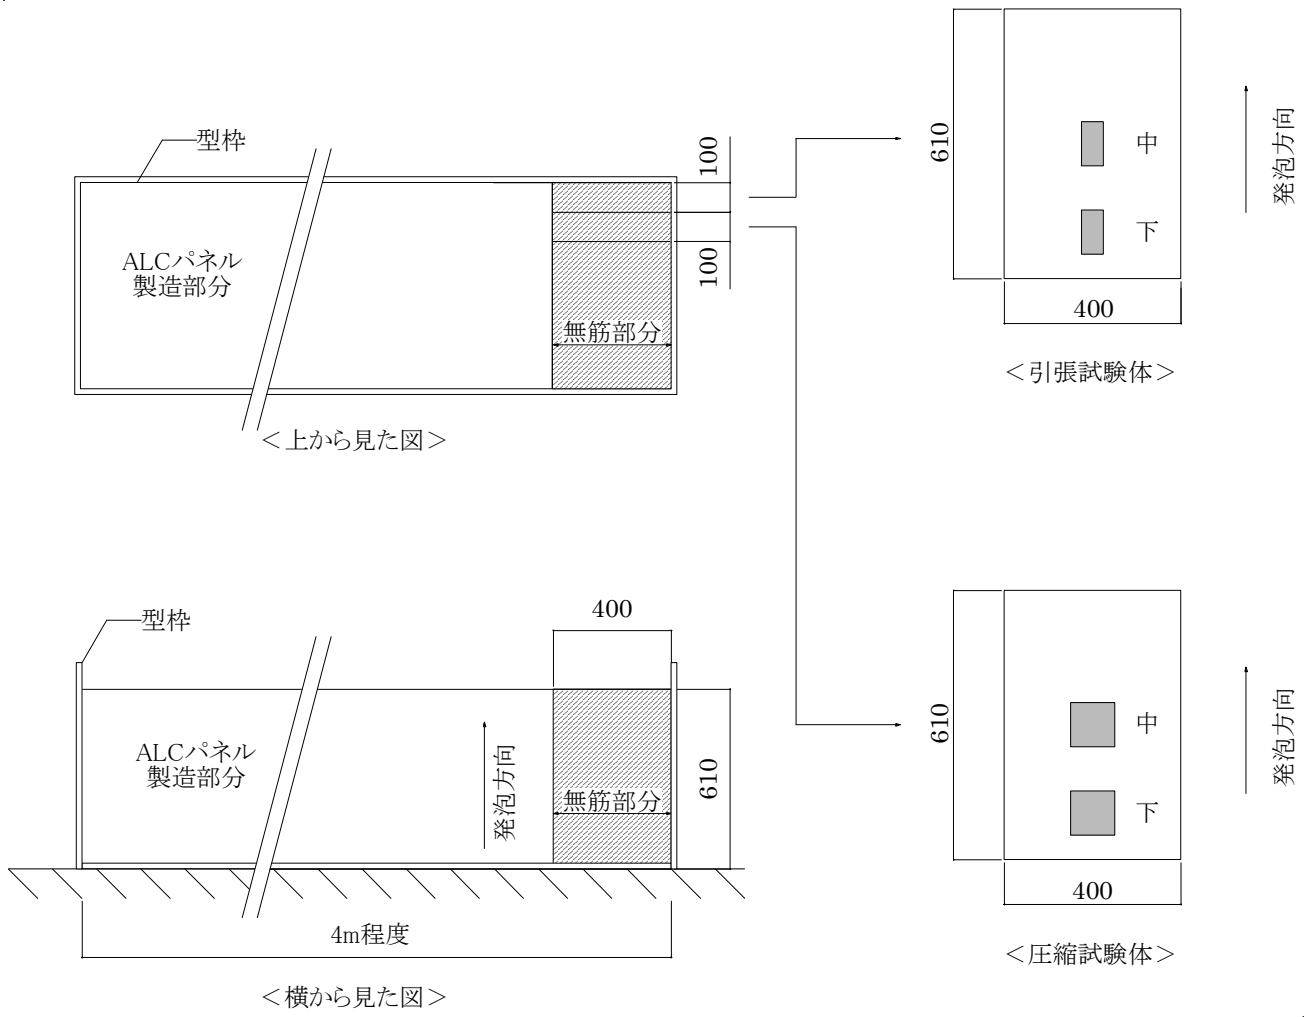 型枠
ALCパネル
製造部分
無筋部分
100
100
＜上から見た図＞
610
中
下
400
発泡方向
＜引張試験体＞
型枠
400
ALCパネル
製造部分
発泡方向
無筋部分
610
4m程度
＜横から見た図＞
610
中
下
400
発泡方向
＜圧縮試験体＞